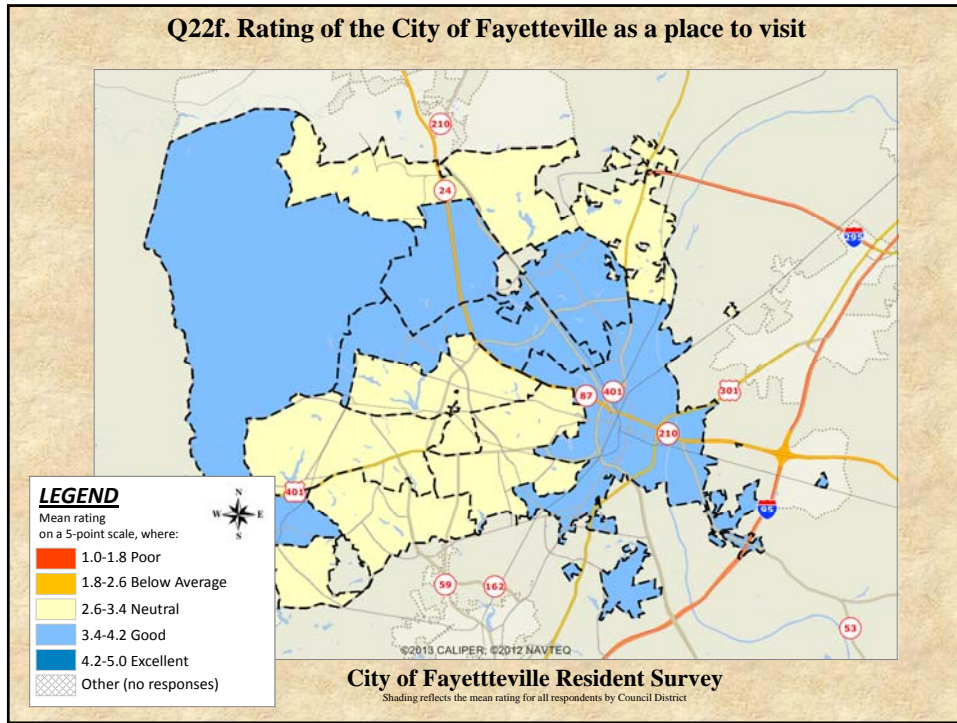 Q22f. Rating of the City of Fayetteville as a place to visit
210
24
295
87
401
301
210
401
95
59
162
53
LEGEND
Mean rating
on a 5-point scale, where:
1.0-1.8 Poor
1.8-2.6 Below Average
2.6-3.4 Neutral
3.4-4.2 Good
4.2-5.0 Excellent
Other (no responses)
N
W E
S
©2013 CALIPER; ©2012 NAVTEQ
City of Fayettteville Resident Survey
Shading reflects the mean rating for all respondents by Council District